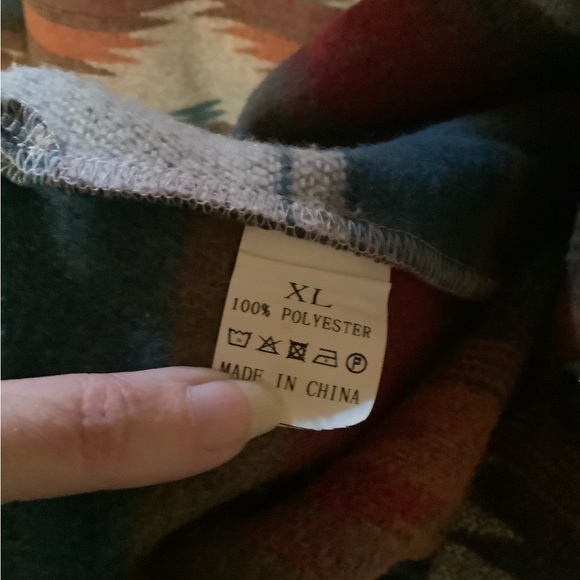 XL
100% POLYESTER
P
MADE IN CHINA